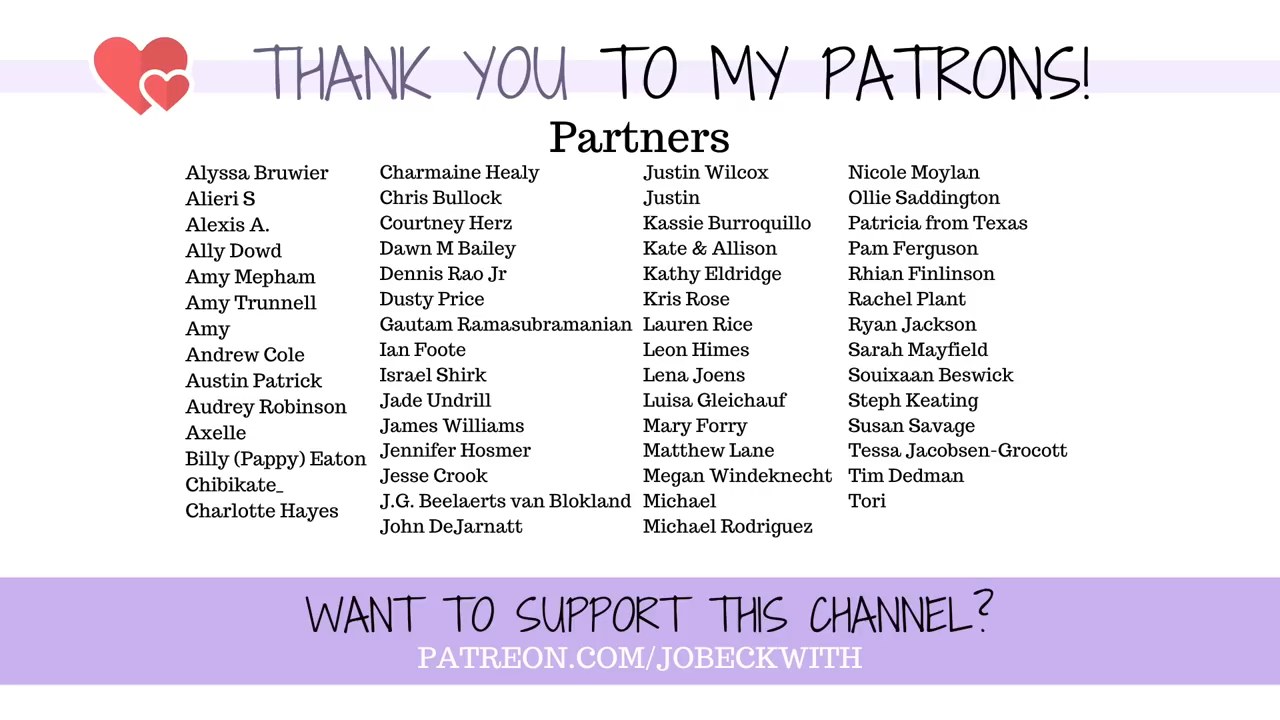 THANK YOU TO MY PATRONS!
Partners
Alyssa Bruwier
Alieri S
Alexis A.
Ally Dowd
Amy Mepham
Amy Trunnell
Amy
Andrew Cole
Austin Patrick
Audrey Robinson
Axelle
Billy (Pappy) Eaton
Chibikate_
Charlotte Hayes
Charmaine Healy
Chris Bullock
Courtney Herz
Dawn M Bailey
Dennis Rao Jr
Dusty Price
Gautam Ramasubramanian
Ian Foote
Israel Shirk
Jade Undrill
James Williams
Jennifer Hosmer
Jesse Crook
J.G. Beelaerts van Blokland
John DeJarnatt
Justin Wilcox
Justin
Kassie Burroquillo
Kate & Allison
Kathy Eldridge
Kris Rose
Lauren Rice
Leon Himes
Lena Joens
Luisa Gleichauf
Mary Forry
Matthew Lane
Megan Windeknecht
Michael
Michael Rodriguez
Nicole Moylan
Ollie Saddington
Patricia from Texas
Pam Ferguson
Rhian Finlinson
Rachel Plant
Ryan Jackson
Sarah Mayfield
Souixaan Beswick
Steph Keating
Susan Savage
Tessa Jacobsen-Grocott
Tim Dedman
Tori
WANT TO SUPPORT THIS CHANNEL?
PATREON.COM/JOBECKWITH